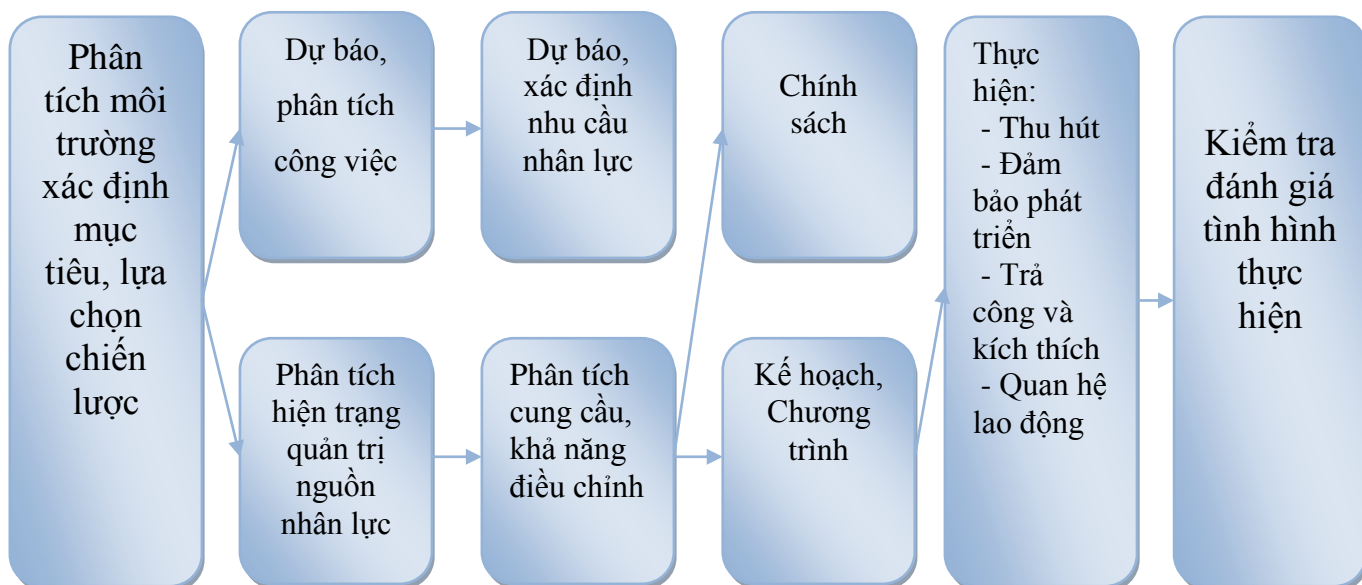 Phân
tích môi
trường
xác định
mục
tiêu, lựa
chọn
chiến
lược
Dự báo,
phân tích
công việc
Dự báo,
xác định
nhu cầu
nhân lực
Chính
sách
Phân tích
hiện trạng
quản trị
nguồn
nhân lực
Phân tích
cung cầu,
khả năng
điều chỉnh
Kế hoạch,
Chương
trình
Thực
hiện:
- Thu hút
- Đảm
bảo phát
triển
- Trả
công và
kích thích
- Quan hệ
lao động
Kiểm tra
đánh giá
tình hình
thực
hiện